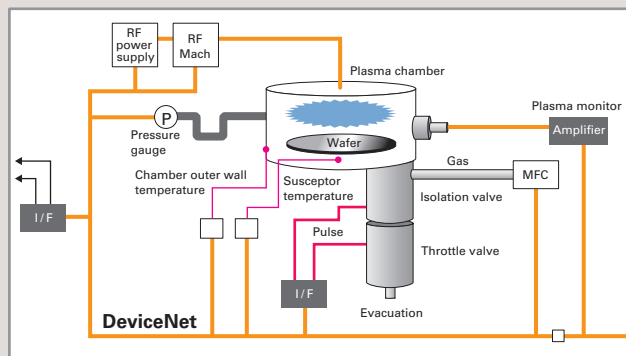 RF
power
supply
RF
Mach
Plasma chamber
P
Pressure
gauge
Wafer
Plasma monitor
Amplifier
Chamber outer wall
temperature
Susceptor
temperature
Gas
MFC
Isolation valve
I / F
Pulse
Throttle valve
I / F
Evacuation
DeviceNet